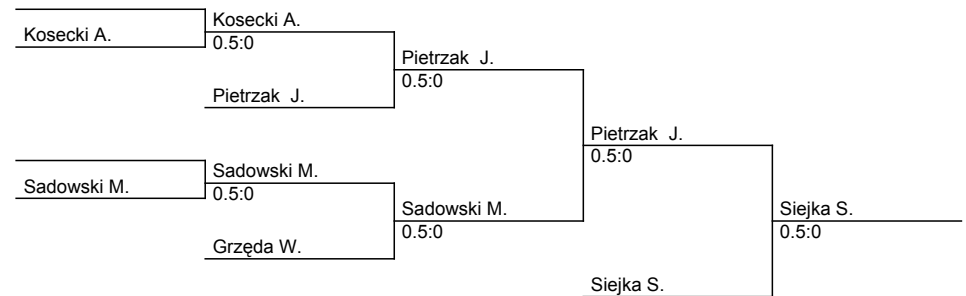 Kosecki A.
Kosecki A.
0.5:0
Pietrzak J.
0.5:0
Pietrzak J.
Pietrzak J.
0.5:0
Sadowski M.
Sadowski M.
0.5:0
Sadowski M.
0.5:0
Siejka S.
0.5:0
Grzęda W.
Siejka S.